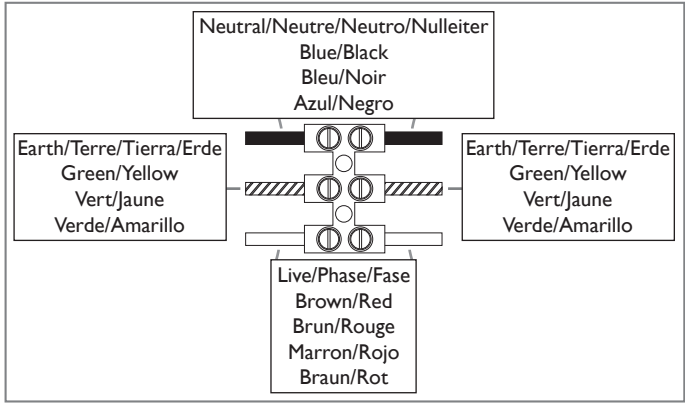 Neutral/Neutre/Neutro/Nulleiter
Blue/Black
Bleu/Noir
Azul/Negro
Earth/Terre/Tierra/Erde
Green/Yellow
Vert/Jaune
Verde/Amarillo
Earth/Terre/Tierra/Erde
Green/Yellow
Vert/Jaune
Verde/Amarillo
Live/Phase/Fase
Brown/Red
Brun/Rouge
Marron/Rojo
Braun/Rot